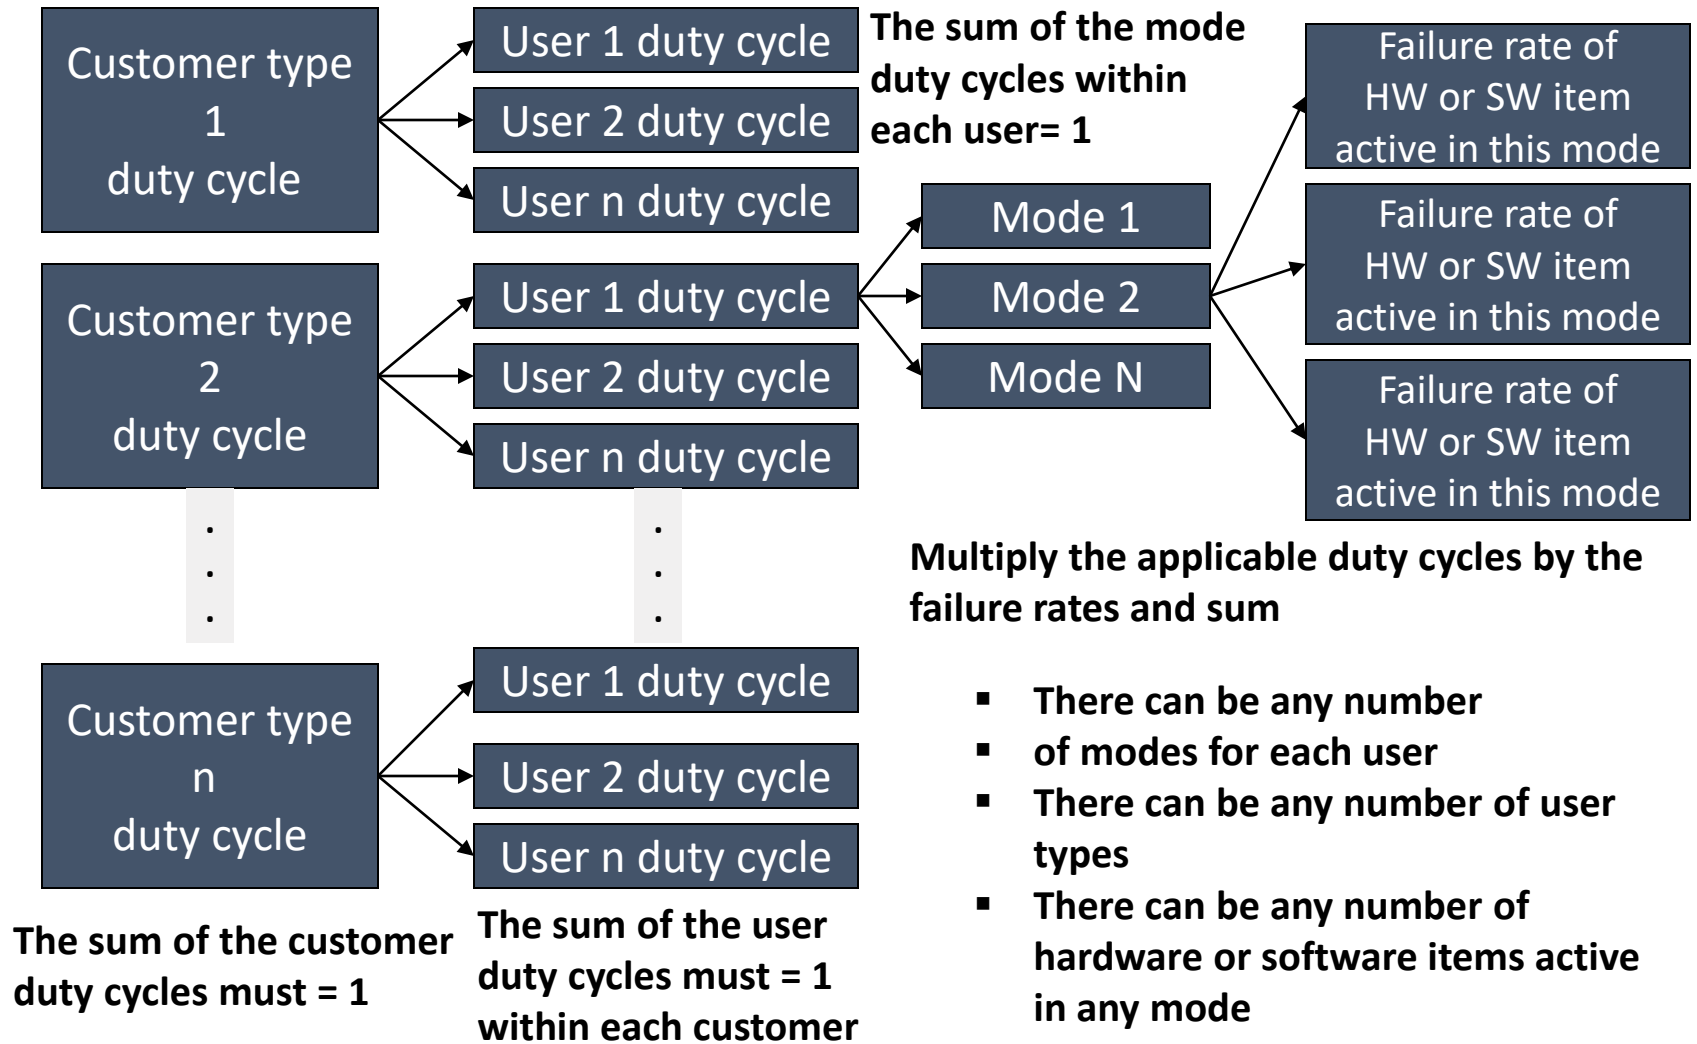 Customer type
1
duty cycle
User 1 duty cycle
User 2 duty cycle
User n duty cycle
The sum of the mode
duty cycles within
each user= 1
Failure rate of
HW or SW item
active in this mode
Customer type
2
duty cycle
User 1 duty cycle
User 2 duty cycle
User n duty cycle
Mode 1
Mode 2
Mode N
Failure rate of
HW or SW item
active in this mode
Failure rate of
HW or SW item
active in this mode
.
.
.
.
.
.
Multiply the applicable duty cycles by the
failure rates and sum
Customer type
n
duty cycle
User 1 duty cycle
User 2 duty cycle
User n duty cycle
▪ There can be any number
▪ of modes for each user
▪ There can be any number of user
types
▪ There can be any number of
hardware or software items active
in any mode
The sum of the customer
duty cycles must = 1
The sum of the user
duty cycles must = 1
within each customer